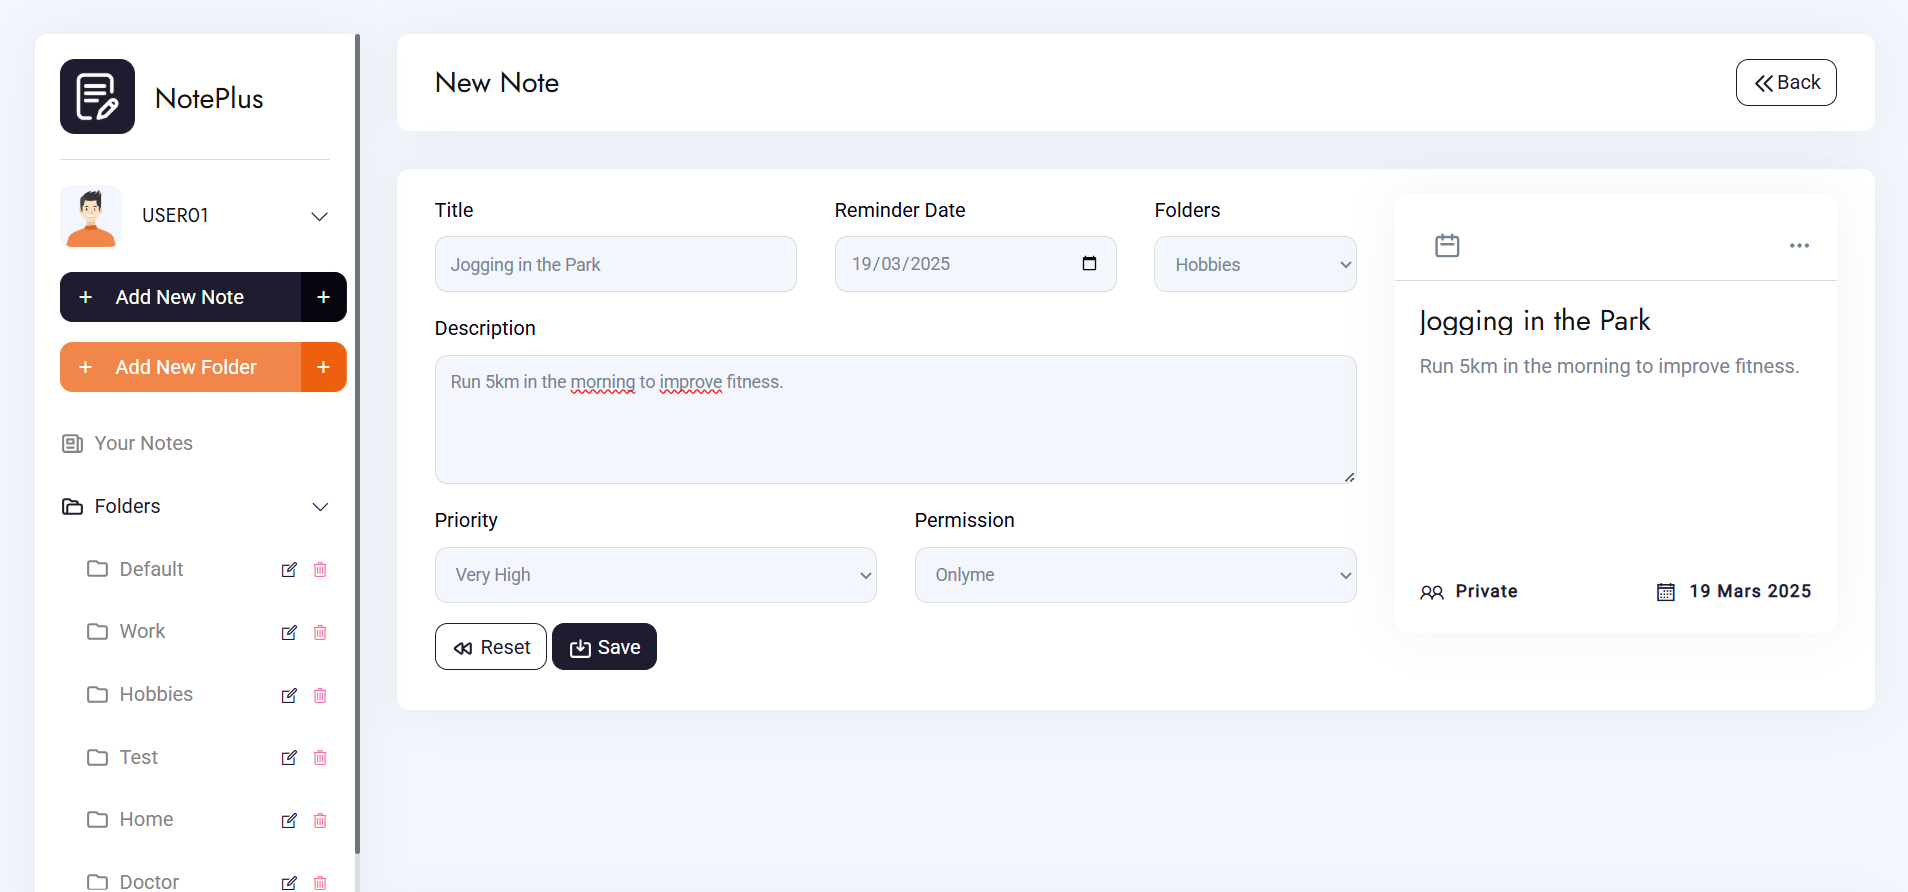 NotePlus
USER01
+ Add New Note +
+ Add New Folder +
Your Notes
Folders
Default
Work
Hobbies
Test
Home
Doctor
New Note
Back
Title
Reminder Date
Folders
Jogging in the Park
19/03/2025
Hobbies
Description
Run 5km in the morning to improve fitness.
Priority
Permission
Very High
Onlyme
Reset
Save
Jogging in the Park
Run 5km in the morning to improve fitness.
Private
19 Mars 2025